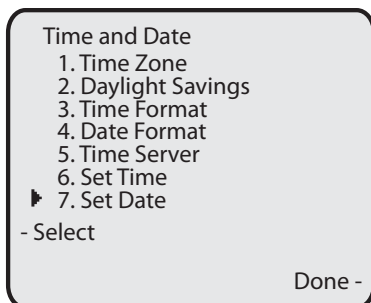 Time and Date
1. Time Zone
2. Daylight Savings
3. Time Format
4. Date Format
5. Time Server
6. Set Time
7. Set Date
- Select
Done -